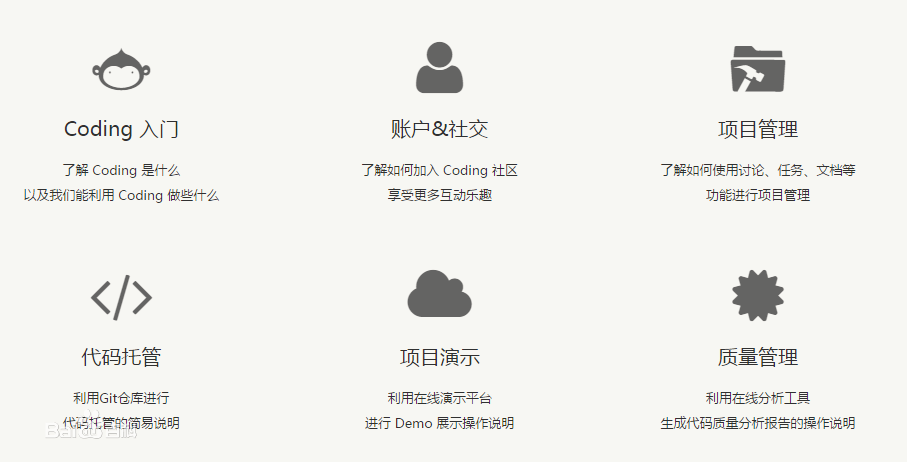 Coding 入门
了解 Coding 是什么
以及我们能利用 Coding 做些什么
账户&社交
了解如何加入 Coding 社区
享受更多互动乐趣
项目管理
了解如何使用讨论、任务、文档等
功能进行项目管理
代码托管
利用Git仓库进行
代码托管的简易说明
项目演示
利用在线演示平台
进行 Demo 展示操作说明
质量管理
利用在线分析工具
生成代码质量分析报告的操作说明
Bai百科